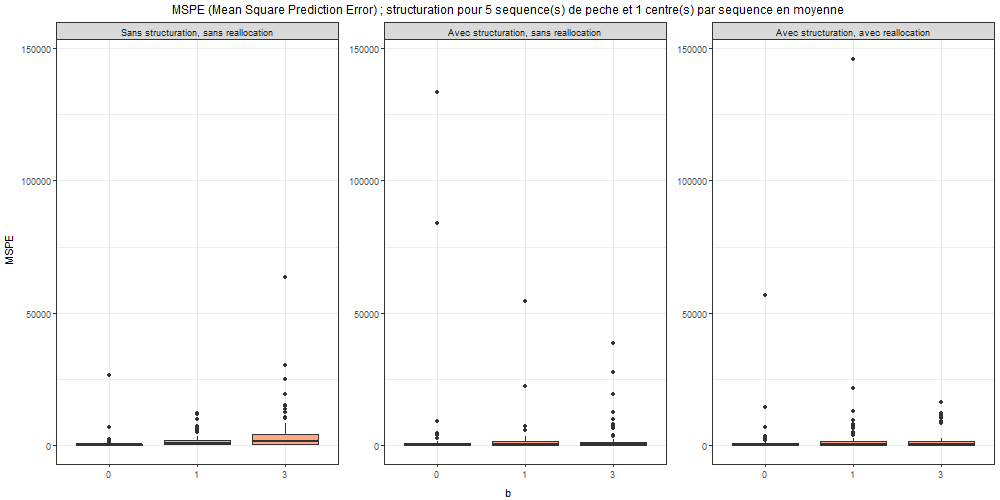 MSPE (Mean Square Prediction Error) ; structuration pour 5 sequence(s) de peche et 1 centre(s) par sequence en moyenne
Sans structuration, sans reallocation
Avec structuration, sans reallocation
Avec structuration, avec reallocation
MSPE
150000
100000
50000
0
150000
100000
50000
0
150000
100000
50000
0
0 1 3
0 1 3
0 1 3
b